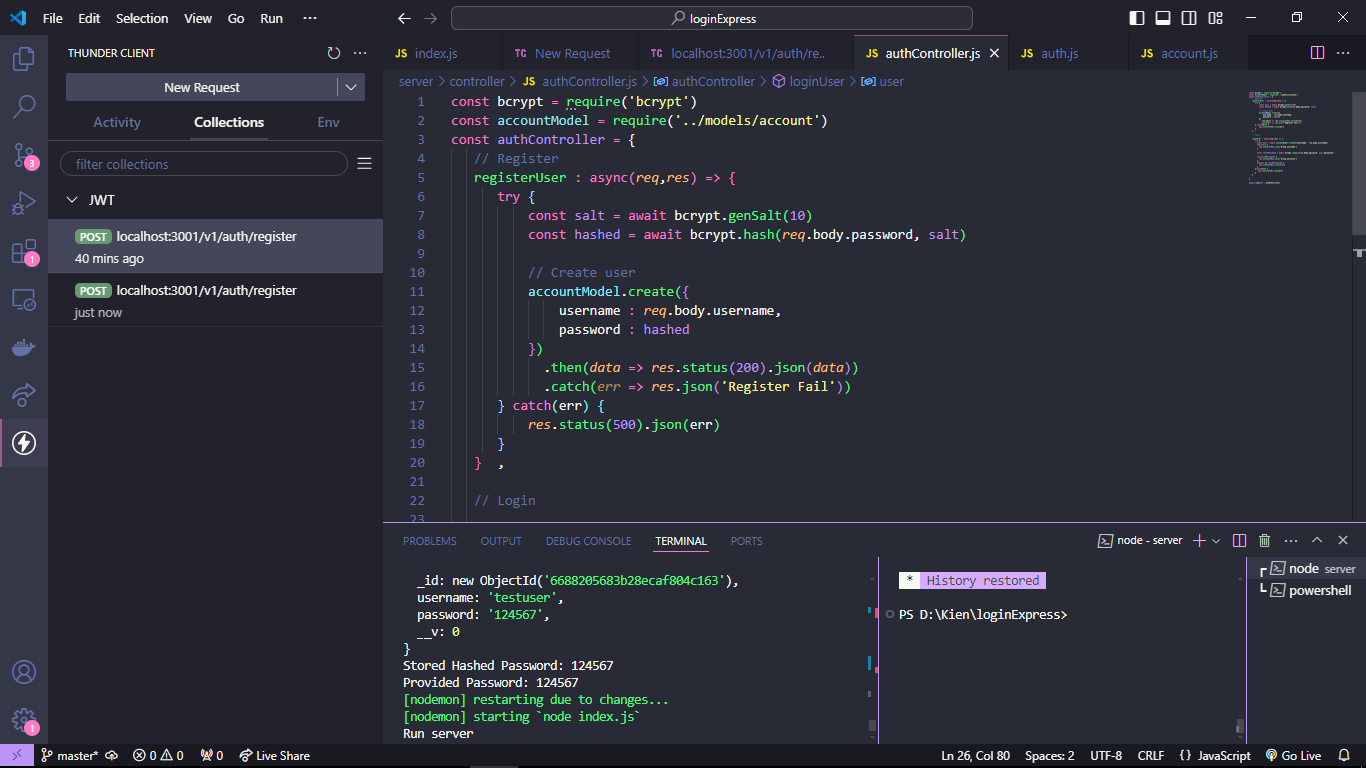 File Edit Selection View Go Run ···
loginExpress
THUNDER CLIENT
New Request
Activity Collections Env
filter collections
JWT
POST localhost:3001/v1/auth/register
40 mins ago
POST localhost:3001/v1/auth/register
just now
3
1
1
JS index.js TC New Request TC localhost:3001/v1/auth/re.. JS authController.js JS auth.js JS account.js
server > controller > JS authController.js > authController > loginUser > user
1 const bcrypt = require('bcrypt')
2 const accountModel = require('../models/account')
3 const authController = {
4 // Register
5 registerUser : async(req,res) => {
6 try {
7 const salt = await bcrypt.genSalt(10)
8 const hashed = await bcrypt.hash(req.body.password, salt)
9
10 // Create user
11 accountModel.create({
12 username : req.body.username,
13 password : hashed
14 })
15 .then(data => res.status(200).json(data))
16 .catch(err => res.json('Register Fail'))
17 } catch(err) {
18 res.status(500).json(err)
19 }
20 } ,
21
22 // Login
23
PROBLEMS OUTPUT DEBUG CONSOLE TERMINAL PORTS
node - server
_id: new ObjectId('6688205683b28ecaf804c163'),
username: 'testuser',
password: '124567',
__v: 0
}
Stored Hashed Password: 124567
Provided Password: 124567
[nodemon] restarting due to changes...
[nodemon] starting `node index.js`
Run server
* History restored
PS D:\Kien\loginExpress>
node server
powershell
master* 0 0 0 Live Share
Ln 26, Col 80 Spaces: 2 UTF-8 CRLF {} JavaScript Go Live